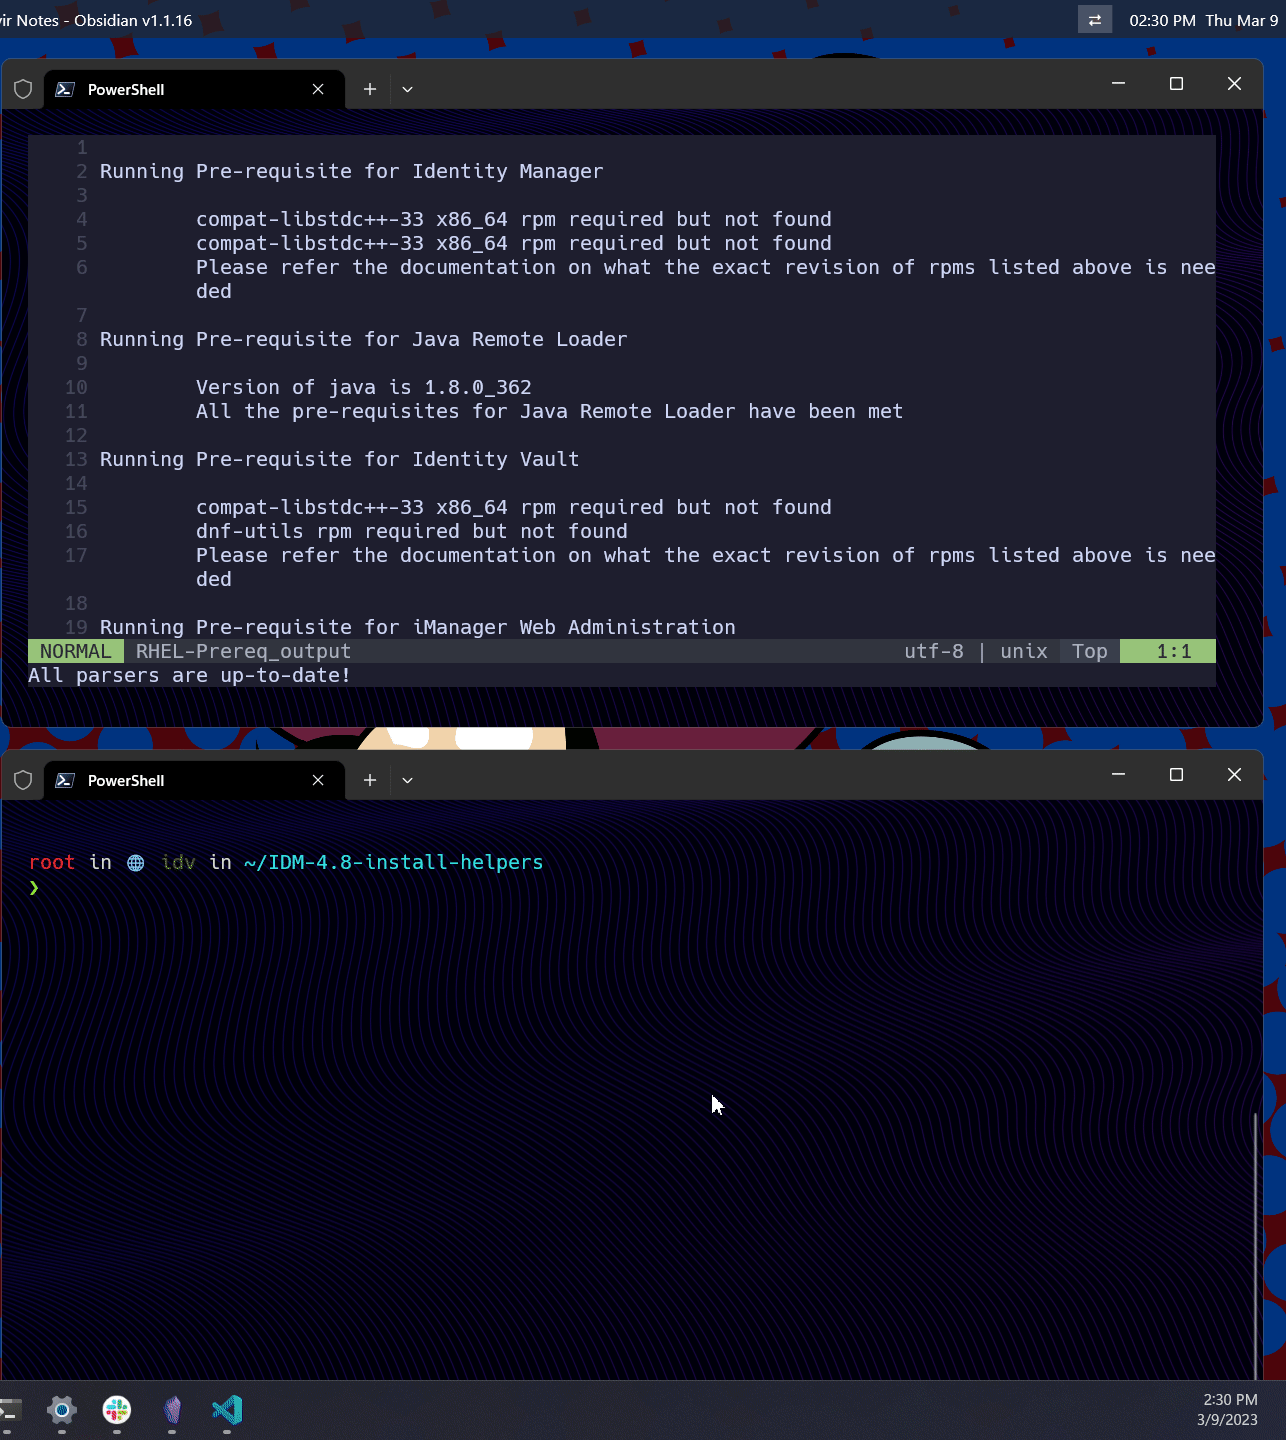 vir Notes - Obsidian v1.1.16
02:30 PM Thu Mar 9
PowerShell
1
2 Running Pre-requisite for Identity Manager
3
4 compat-libstdc++-33 x86_64 rpm required but not found
5 compat-libstdc++-33 x86_64 rpm required but not found
6 Please refer the documentation on what the exact revision of rpms listed above is nee
ded
7
8 Running Pre-requisite for Java Remote Loader
9
10 Version of java is 1.8.0_362
11 All the pre-requisites for Java Remote Loader have been met
12
13 Running Pre-requisite for Identity Vault
14
15 compat-libstdc++-33 x86_64 rpm required but not found
16 dnf-utils rpm required but not found
17 Please refer the documentation on what the exact revision of rpms listed above is nee
ded
18
19 Running Pre-requisite for iManager Web Administration
NORMAL RHEL-Prereq_output utf-8 | unix Top 1:1
All parsers are up-to-date!
PowerShell
root in 🌐 idv in ~/IDM-4.8-install-helpers
❯
2:30 PM
3/9/2023